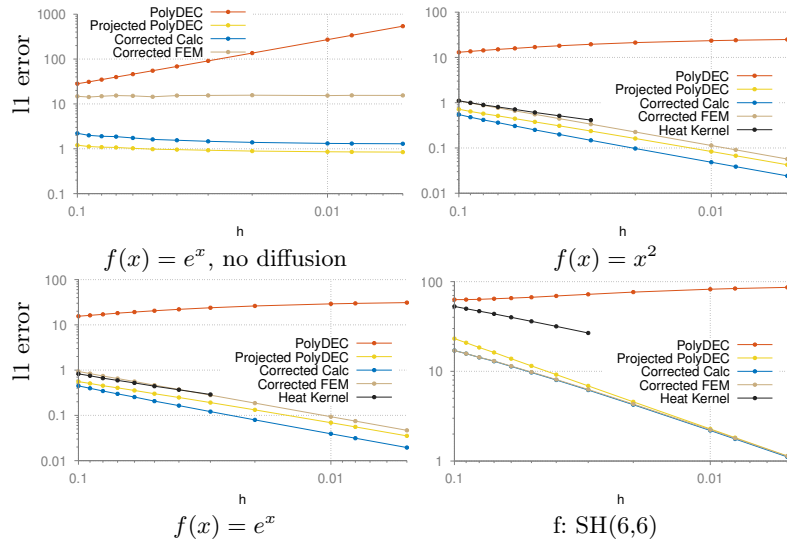 l1 error
1000
100
10
1
0.1
PolyDEC
Projected PolyDEC
Corrected Calc
Corrected FEM
0.1
0.01
h
f(x) = e^x, no diffusion
100
10
1
0.1
0.01
PolyDEC
Projected PolyDEC
Corrected Calc
Corrected FEM
Heat Kernel
0.1
0.01
h
f(x) = x^2
l1 error
100
10
1
0.1
0.01
PolyDEC
Projected PolyDEC
Corrected Calc
Corrected FEM
Heat Kernel
0.1
0.01
h
f(x) = e^x
100
10
1
PolyDEC
Projected PolyDEC
Corrected Calc
Corrected FEM
Heat Kernel
0.1
0.01
h
f: SH(6,6)